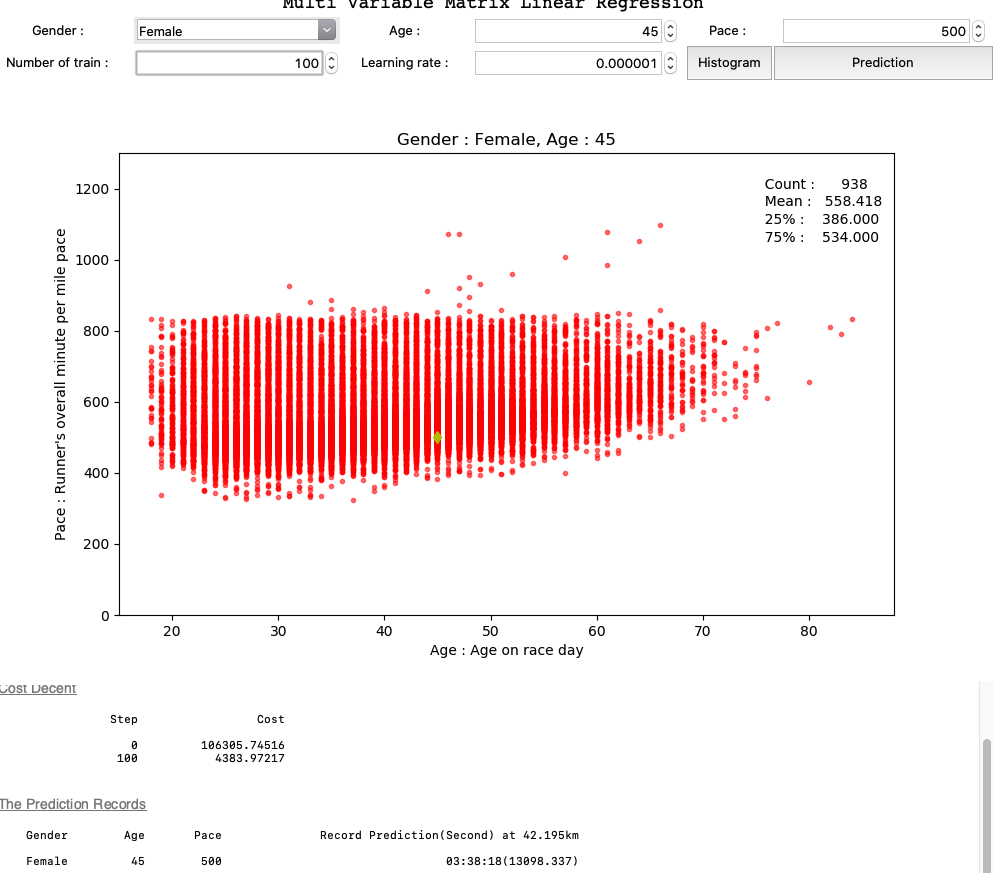 Multi Variable Matrix Linear Regression
Gender : Female Age : 45 Pace : 500
Number of train : 100 Learning rate : 0.000001 Histogram Prediction
Gender : Female, Age : 45
Count : 938
Mean : 558.418
25% : 386.000
75% : 534.000
1200
1000
800
600
400
200
0
Pace : Runner's overall minute per mile pace
20 30 40 50 60 70 80
Age : Age on race day
Cost Decent
Step Cost
0 106305.74516
100 4383.97217
The Prediction Records
Gender Age Pace Record Prediction(Second) at 42.195km
Female 45 500 03:38:18(13098.337)